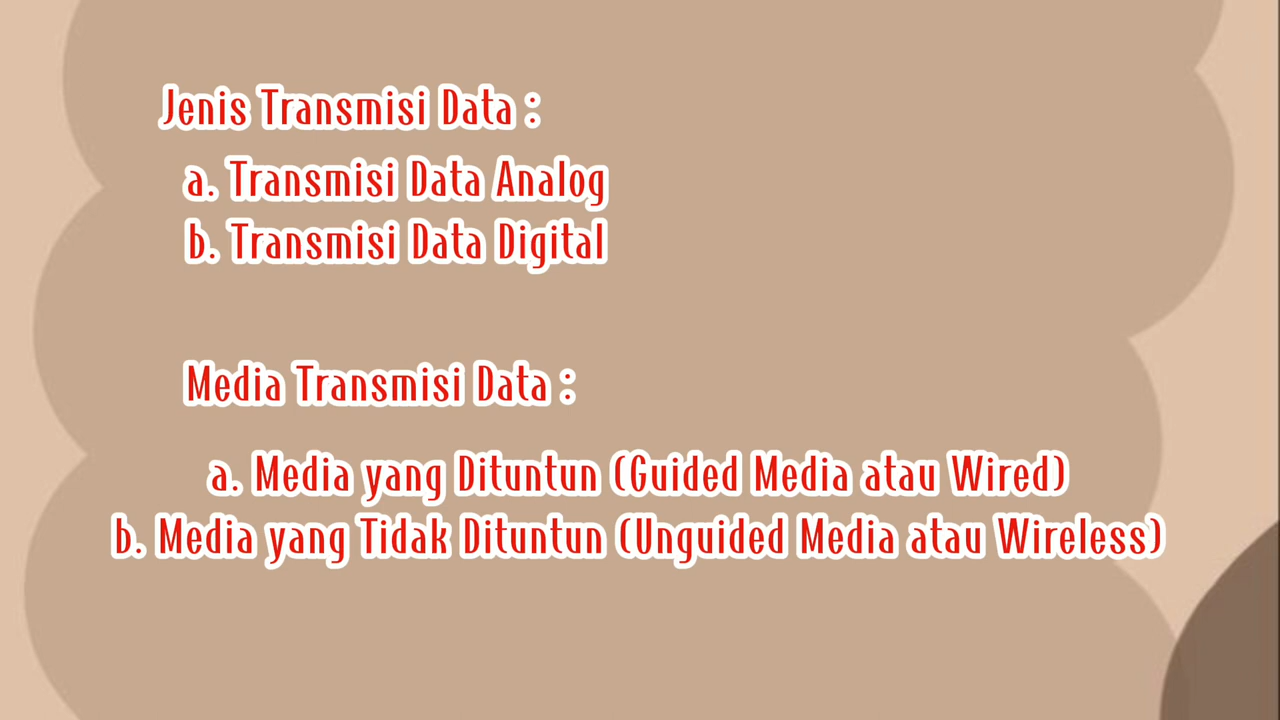 Jenis Transmisi Data :
a. Transmisi Data Analog
b. Transmisi Data Digital
Media Transmisi Data :
a. Media yang Dituntun (Guided Media atau Wired)
b. Media yang Tidak Dituntun (Unguided Media atau Wireless)